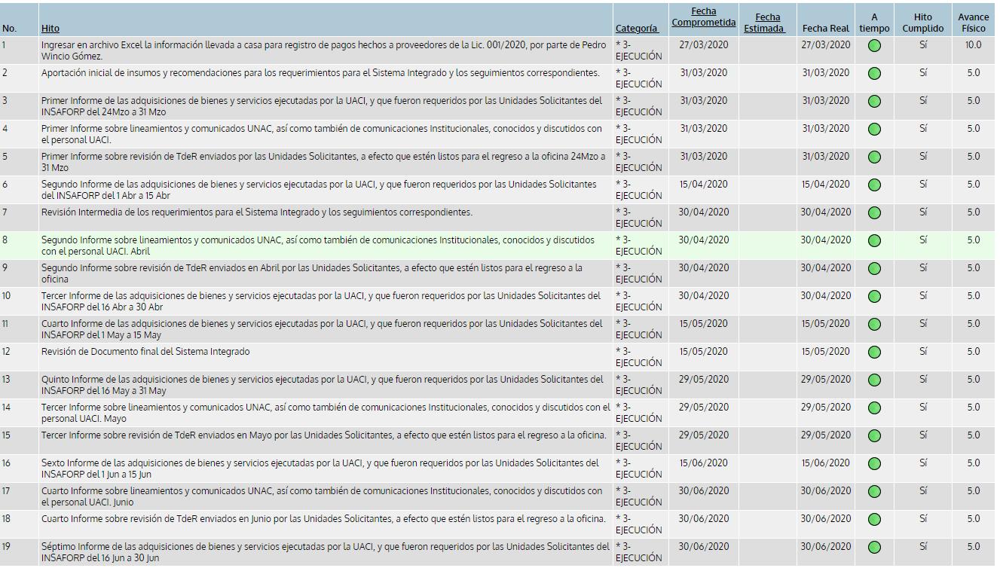 No. Hito Categoría Fecha Comprometida Fecha Estimada Fecha Real A tiempo Hito Cumplido Avance Físico
1 Ingresar en archivo Excel la información llevada a casa para registro de pagos hechos a proveedores de la Lic. 001/2020, por parte de Pedro * 3- 27/03/2020 27/03/2020 Sí 10.0
Wincio Gómez. EJECUCIÓN
2 Aportación inicial de insumos y recomendaciones para los requerimientos para el Sistema Integrado y los seguimientos correspondientes. * 3- 31/03/2020 31/03/2020 Sí 5.0
EJECUCIÓN
3 Primer Informe de las adquisiciones de bienes y servicios ejecutadas por la UACI, y que fueron requeridos por las Unidades Solicitantes del * 3- 31/03/2020 31/03/2020 Sí 5.0
INSAFORP del 24Mzo a 31 Mzo EJECUCIÓN
4 Primer Informe sobre lineamientos y comunicados UNAC, así como también de comunicaciones Institucionales, conocidos y discutidos con * 3- 31/03/2020 31/03/2020 Sí 5.0
el personal UACI. EJECUCIÓN
5 Primer Informe sobre revisión de TdeR enviados por las Unidades Solicitantes, a efecto que estén listos para el regreso a la oficina 24Mzo a * 3- 31/03/2020 31/03/2020 Sí 5.0
31 Mzo EJECUCIÓN
6 Segundo Informe de las adquisiciones de bienes y servicios ejecutadas por la UACI, y que fueron requeridos por las Unidades Solicitantes * 3- 15/04/2020 15/04/2020 Sí 5.0
del INSAFORP del 1 Abr a 15 Abr EJECUCIÓN
7 Revisión Intermedia de los requerimientos para el Sistema Integrado y los seguimientos correspondientes. * 3- 30/04/2020 30/04/2020 Sí 5.0
EJECUCIÓN
8 Segundo Informe sobre lineamientos y comunicados UNAC, así como también de comunicaciones Institucionales, conocidos y discutidos * 3- 30/04/2020 30/04/2020 Sí 5.0
con el personal UACI. Abril EJECUCIÓN
9 Segundo Informe sobre revisión de TdeR enviados en Abril por las Unidades Solicitantes, a efecto que estén listos para el regreso a la * 3- 30/04/2020 30/04/2020 Sí 5.0
oficina EJECUCIÓN
10 Tercer Informe de las adquisiciones de bienes y servicios ejecutadas por la UACI, y que fueron requeridos por las Unidades Solicitantes del * 3- 30/04/2020 30/04/2020 Sí 5.0
INSAFORP del 16 Abr a 30 Abr EJECUCIÓN
11 Cuarto Informe de las adquisiciones de bienes y servicios ejecutadas por la UACI, y que fueron requeridos por las Unidades Solicitantes del * 3- 15/05/2020 15/05/2020 Sí 5.0
INSAFORP del 1 May a 15 May EJECUCIÓN
12 Revisión de Documento final del Sistema Integrado * 3- 15/05/2020 15/05/2020 Sí 5.0
EJECUCIÓN
13 Quinto Informe de las adquisiciones de bienes y servicios ejecutadas por la UACI, y que fueron requeridos por las Unidades Solicitantes del * 3- 29/05/2020 29/05/2020 Sí 5.0
INSAFORP del 16 May a 31 May EJECUCIÓN
14 Tercer Informe sobre lineamientos y comunicados UNAC, así como también de comunicaciones Institucionales, conocidos y discutidos con el * 3- 29/05/2020 29/05/2020 Sí 5.0
personal UACI. Mayo EJECUCIÓN
15 Tercer Informe sobre revisión de TdeR enviados en Mayo por las Unidades Solicitantes, a efecto que estén listos para el regreso a la oficina. * 3- 29/05/2020 29/05/2020 Sí 5.0
EJECUCIÓN
16 Sexto Informe de las adquisiciones de bienes y servicios ejecutadas por la UACI, y que fueron requeridos por las Unidades Solicitantes del * 3- 15/06/2020 15/06/2020 Sí 5.0
INSAFORP del 1 Jun a 15 Jun EJECUCIÓN
17 Cuarto Informe sobre lineamientos y comunicados UNAC, así como también de comunicaciones Institucionales, conocidos y discutidos con * 3- 30/06/2020 30/06/2020 Sí 5.0
el personal UACI. Junio EJECUCIÓN
18 Cuarto Informe sobre revisión de TdeR enviados en Junio por las Unidades Solicitantes, a efecto que estén listos para el regreso a la oficina. * 3- 30/06/2020 30/06/2020 Sí 5.0
EJECUCIÓN
19 Séptimo Informe de las adquisiciones de bienes y servicios ejecutadas por la UACI, y que fueron requeridos por las Unidades Solicitantes del * 3- 30/06/2020 30/06/2020 Sí 5.0
INSAFORP del 16 Jun a 30 Jun EJECUCIÓN